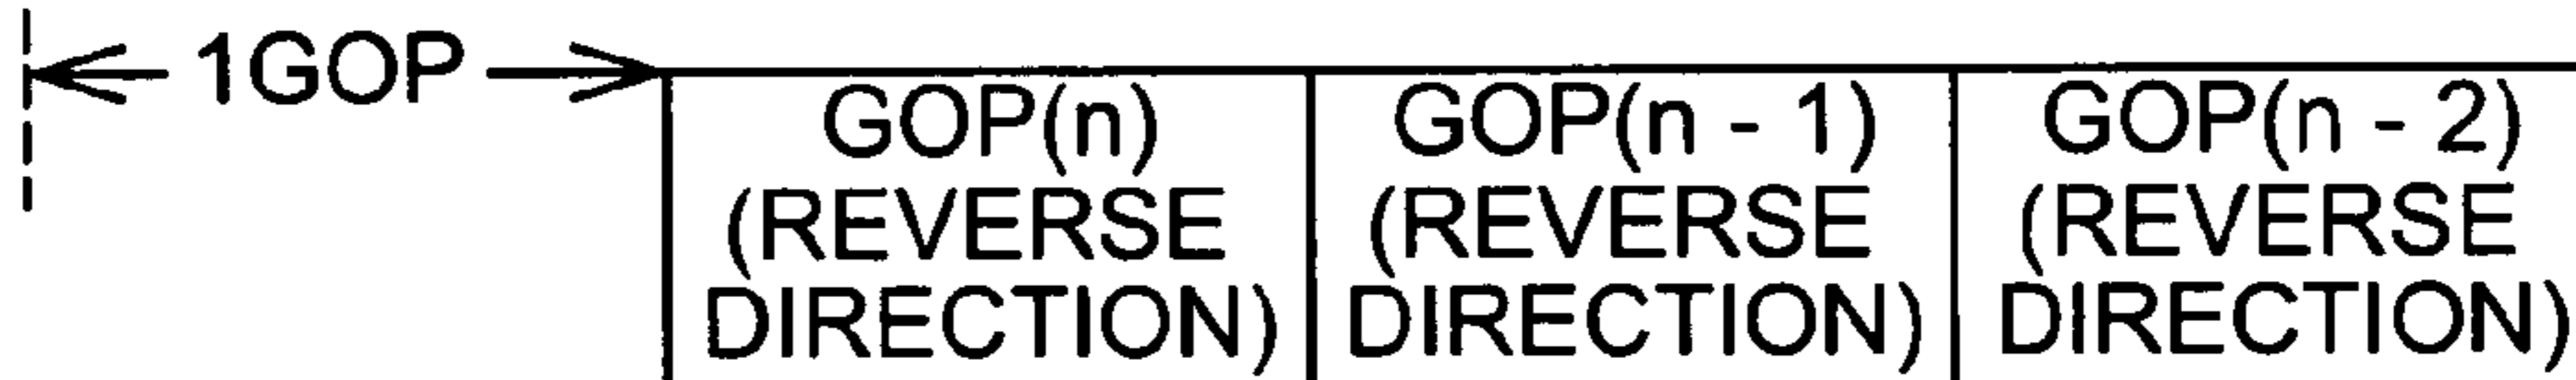 1GOP
GOP(n)
(REVERSE
DIRECTION)
GOP(n - 1)
(REVERSE
DIRECTION)
GOP(n - 2)
(REVERSE
DIRECTION)